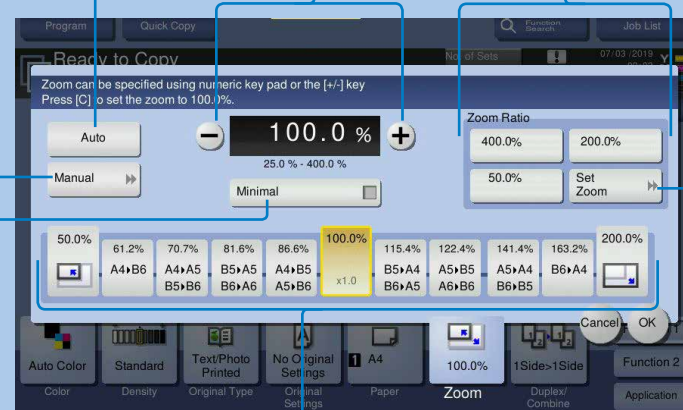 Program
Quick Copy
Function
Search
Job List
Ready to Copy
No. of Sets
07/03/2019
Zoom can be specified using numeric key pad or the [+/-] key
Press [C] to set the zoom to 100.0%.
Auto
100.0 %
25.0 % - 400.0 %
Manual
Minimal
Zoom Ratio
400.0%
200.0%
50.0%
Set
Zoom
50.0%
61.2%
A4▸B6
70.7%
A4▸A5
B5▸B6
81.6%
B5▸A5
B6▸A6
86.6%
A4▸B5
A5▸B6
100.0%
x1.0
115.4%
B5▸A4
B6▸A5
122.4%
A5▸B5
A6▸B6
141.4%
A5▸A4
B6▸B5
163.2%
B6▸A4
200.0%
Cancel
OK
Auto Color
Color
Standard
Density
Text/Photo
Printed
Original Type
No Original
Settings
Original
Settings
1 A4
Paper
100.0%
Zoom
1Side>1Side
Duplex/
Combine
Function 2
Application